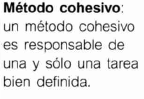 Método cohesivo:
un método cohesivo
es responsable de
una y sólo una tarea
bien definida.